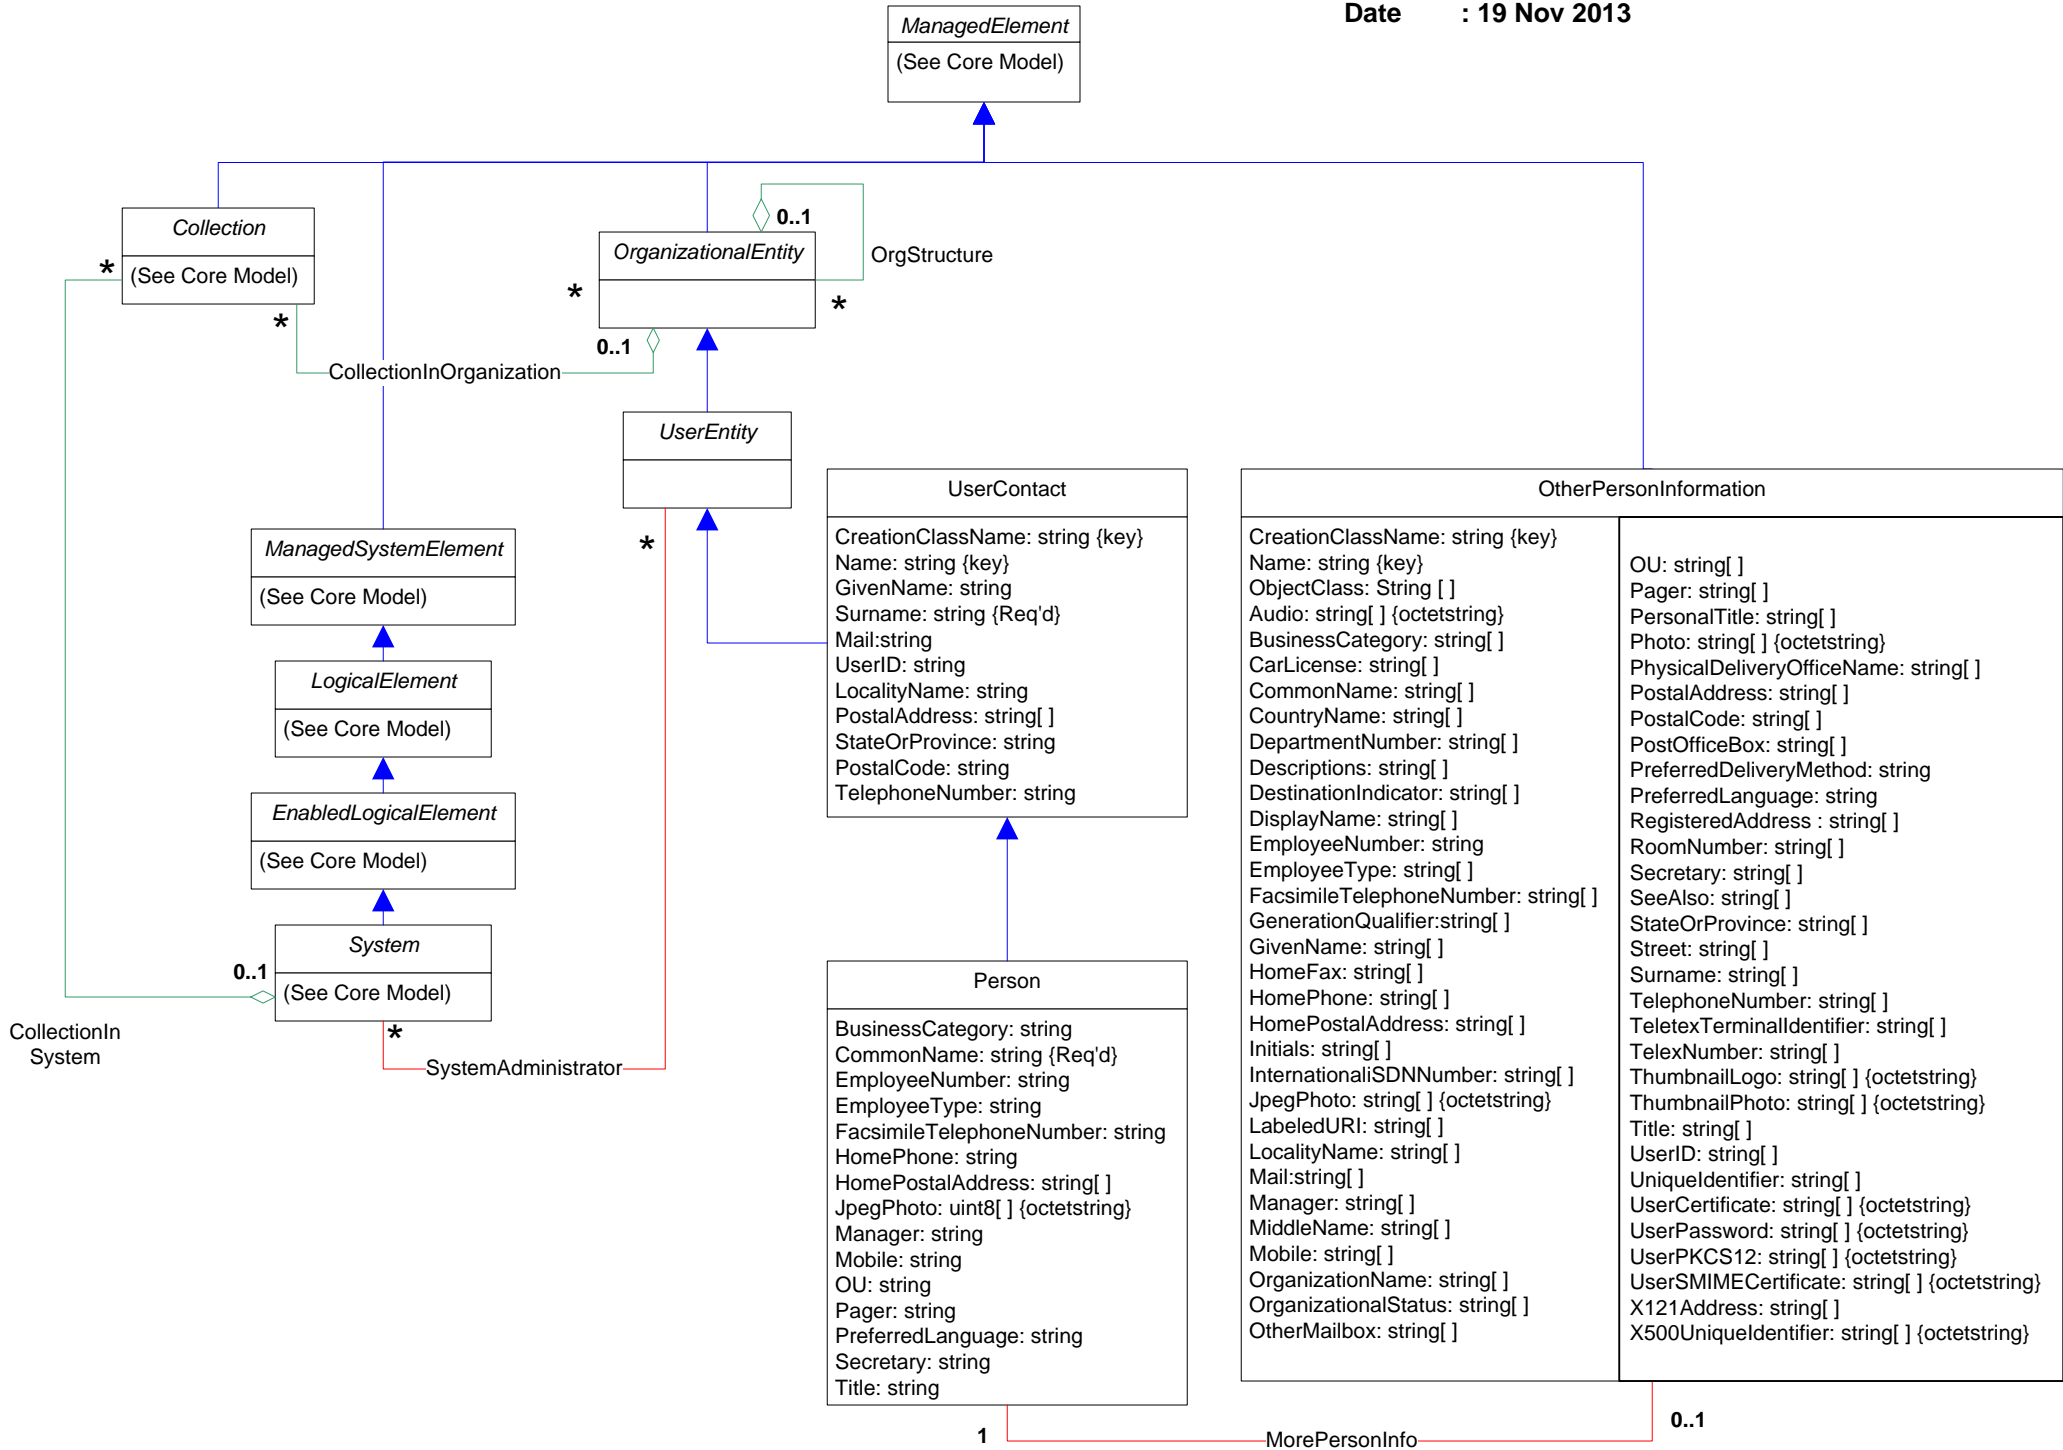 Date : 19 Nov 2013
ManagedElement
(See Core Model)
Collection
(See Core Model)
*
*
OrganizationalEntity
0..1
OrgStructure
*
*
0..1
CollectionInOrganization
UserEntity
*
ManagedSystemElement
(See Core Model)
LogicalElement
(See Core Model)
EnabledLogicalElement
(See Core Model)
System
(See Core Model)
0..1
*
CollectionIn
System
SystemAdministrator
UserContact
CreationClassName: string {key}
Name: string {key}
GivenName: string
Surname: string {Req'd}
Mail:string
UserID: string
LocalityName: string
PostalAddress: string[ ]
StateOrProvince: string
PostalCode: string
TelephoneNumber: string
Person
BusinessCategory: string
CommonName: string {Req'd}
EmployeeNumber: string
EmployeeType: string
FacsimileTelephoneNumber: string
HomePhone: string
HomePostalAddress: string[ ]
JpegPhoto: uint8[ ] {octetstring}
Manager: string
Mobile: string
OU: string
Pager: string
PreferredLanguage: string
Secretary: string
Title: string
OtherPersonInformation
CreationClassName: string {key}
Name: string {key}
ObjectClass: String [ ]
Audio: string[ ] {octetstring}
BusinessCategory: string[ ]
CarLicense: string[ ]
CommonName: string[ ]
CountryName: string[ ]
DepartmentNumber: string[ ]
Descriptions: string[ ]
DestinationIndicator: string[ ]
DisplayName: string[ ]
EmployeeNumber: string
EmployeeType: string[ ]
FacsimileTelephoneNumber: string[ ]
GenerationQualifier:string[ ]
GivenName: string[ ]
HomeFax: string[ ]
HomePhone: string[ ]
HomePostalAddress: string[ ]
Initials: string[ ]
InternationaliSDNNumber: string[ ]
JpegPhoto: string[ ] {octetstring}
LabeledURI: string[ ]
LocalityName: string[ ]
Mail:string[ ]
Manager: string[ ]
MiddleName: string[ ]
Mobile: string[ ]
OrganizationName: string[ ]
OrganizationalStatus: string[ ]
OtherMailbox: string[ ]
OU: string[ ]
Pager: string[ ]
PersonalTitle: string[ ]
Photo: string[ ] {octetstring}
PhysicalDeliveryOfficeName: string[ ]
PostalAddress: string[ ]
PostalCode: string[ ]
PostOfficeBox: string[ ]
PreferredDeliveryMethod: string
PreferredLanguage: string
RegisteredAddress : string[ ]
RoomNumber: string[ ]
Secretary: string[ ]
SeeAlso: string[ ]
StateOrProvince: string[ ]
Street: string[ ]
Surname: string[ ]
TelephoneNumber: string[ ]
TeletexTerminalIdentifier: string[ ]
TelexNumber: string[ ]
ThumbnailLogo: string[ ] {octetstring}
ThumbnailPhoto: string[ ] {octetstring}
Title: string[ ]
UserID: string[ ]
UniqueIdentifier: string[ ]
UserCertificate: string[ ] {octetstring}
UserPassword: string[ ] {octetstring}
UserPKCS12: string[ ] {octetstring}
UserSMIMECertificate: string[ ] {octetstring}
X121Address: string[ ]
X500UniqueIdentifier: string[ ] {octetstring}
1
MorePersonInfo
0..1